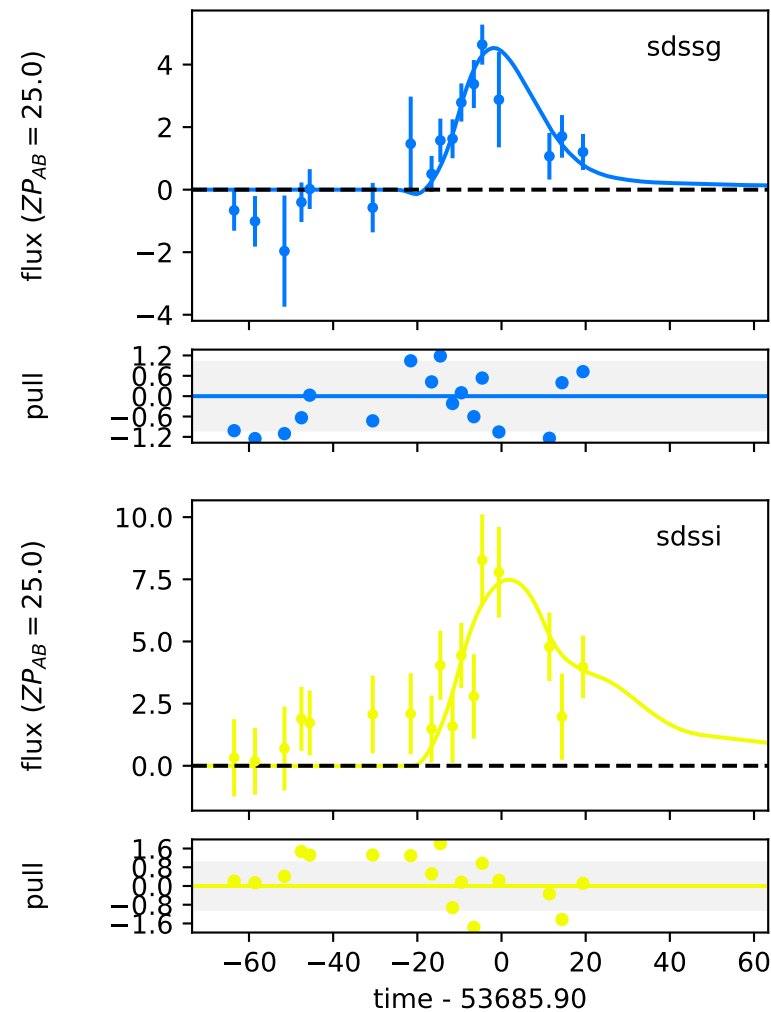 sdssg
flux (ZP_AB = 25.0)
4
2
0
−2
−4
pull
1.2
0.6
0.0
−0.6
−1.2
sdssi
flux (ZP_AB = 25.0)
10.0
7.5
5.0
2.5
0.0
pull
1.6
0.8
0.0
−0.8
−1.6
−60 −40 −20 0 20 40 60
time - 53685.90